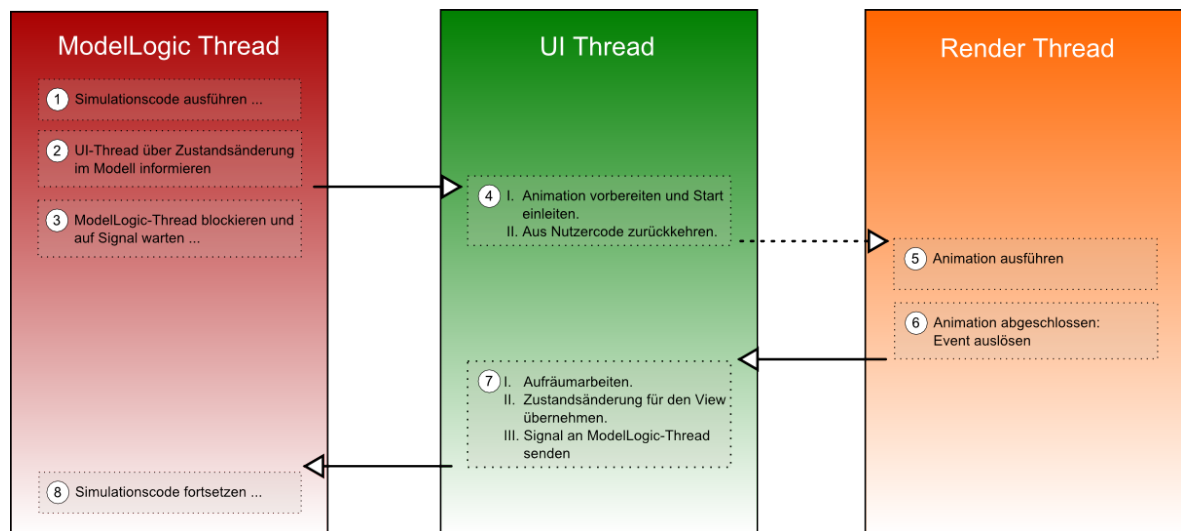 ModelLogic Thread
1 Simulationscode ausführen ...
2 UI-Thread über Zustandsänderung
im Modell informieren
3 ModelLogic-Thread blockieren und
auf Signal warten ...
8 Simulationscode fortsetzen ...
UI Thread
4 I. Animation vorbereiten und Start
einleiten.
II. Aus Nutzercode zurückkehren.
7 I. Aufräumarbeiten.
II. Zustandsänderung für den View
übernehmen.
III. Signal an ModelLogic-Thread
senden
Render Thread
5 Animation ausführen
6 Animation abgeschlossen:
Event auslösen